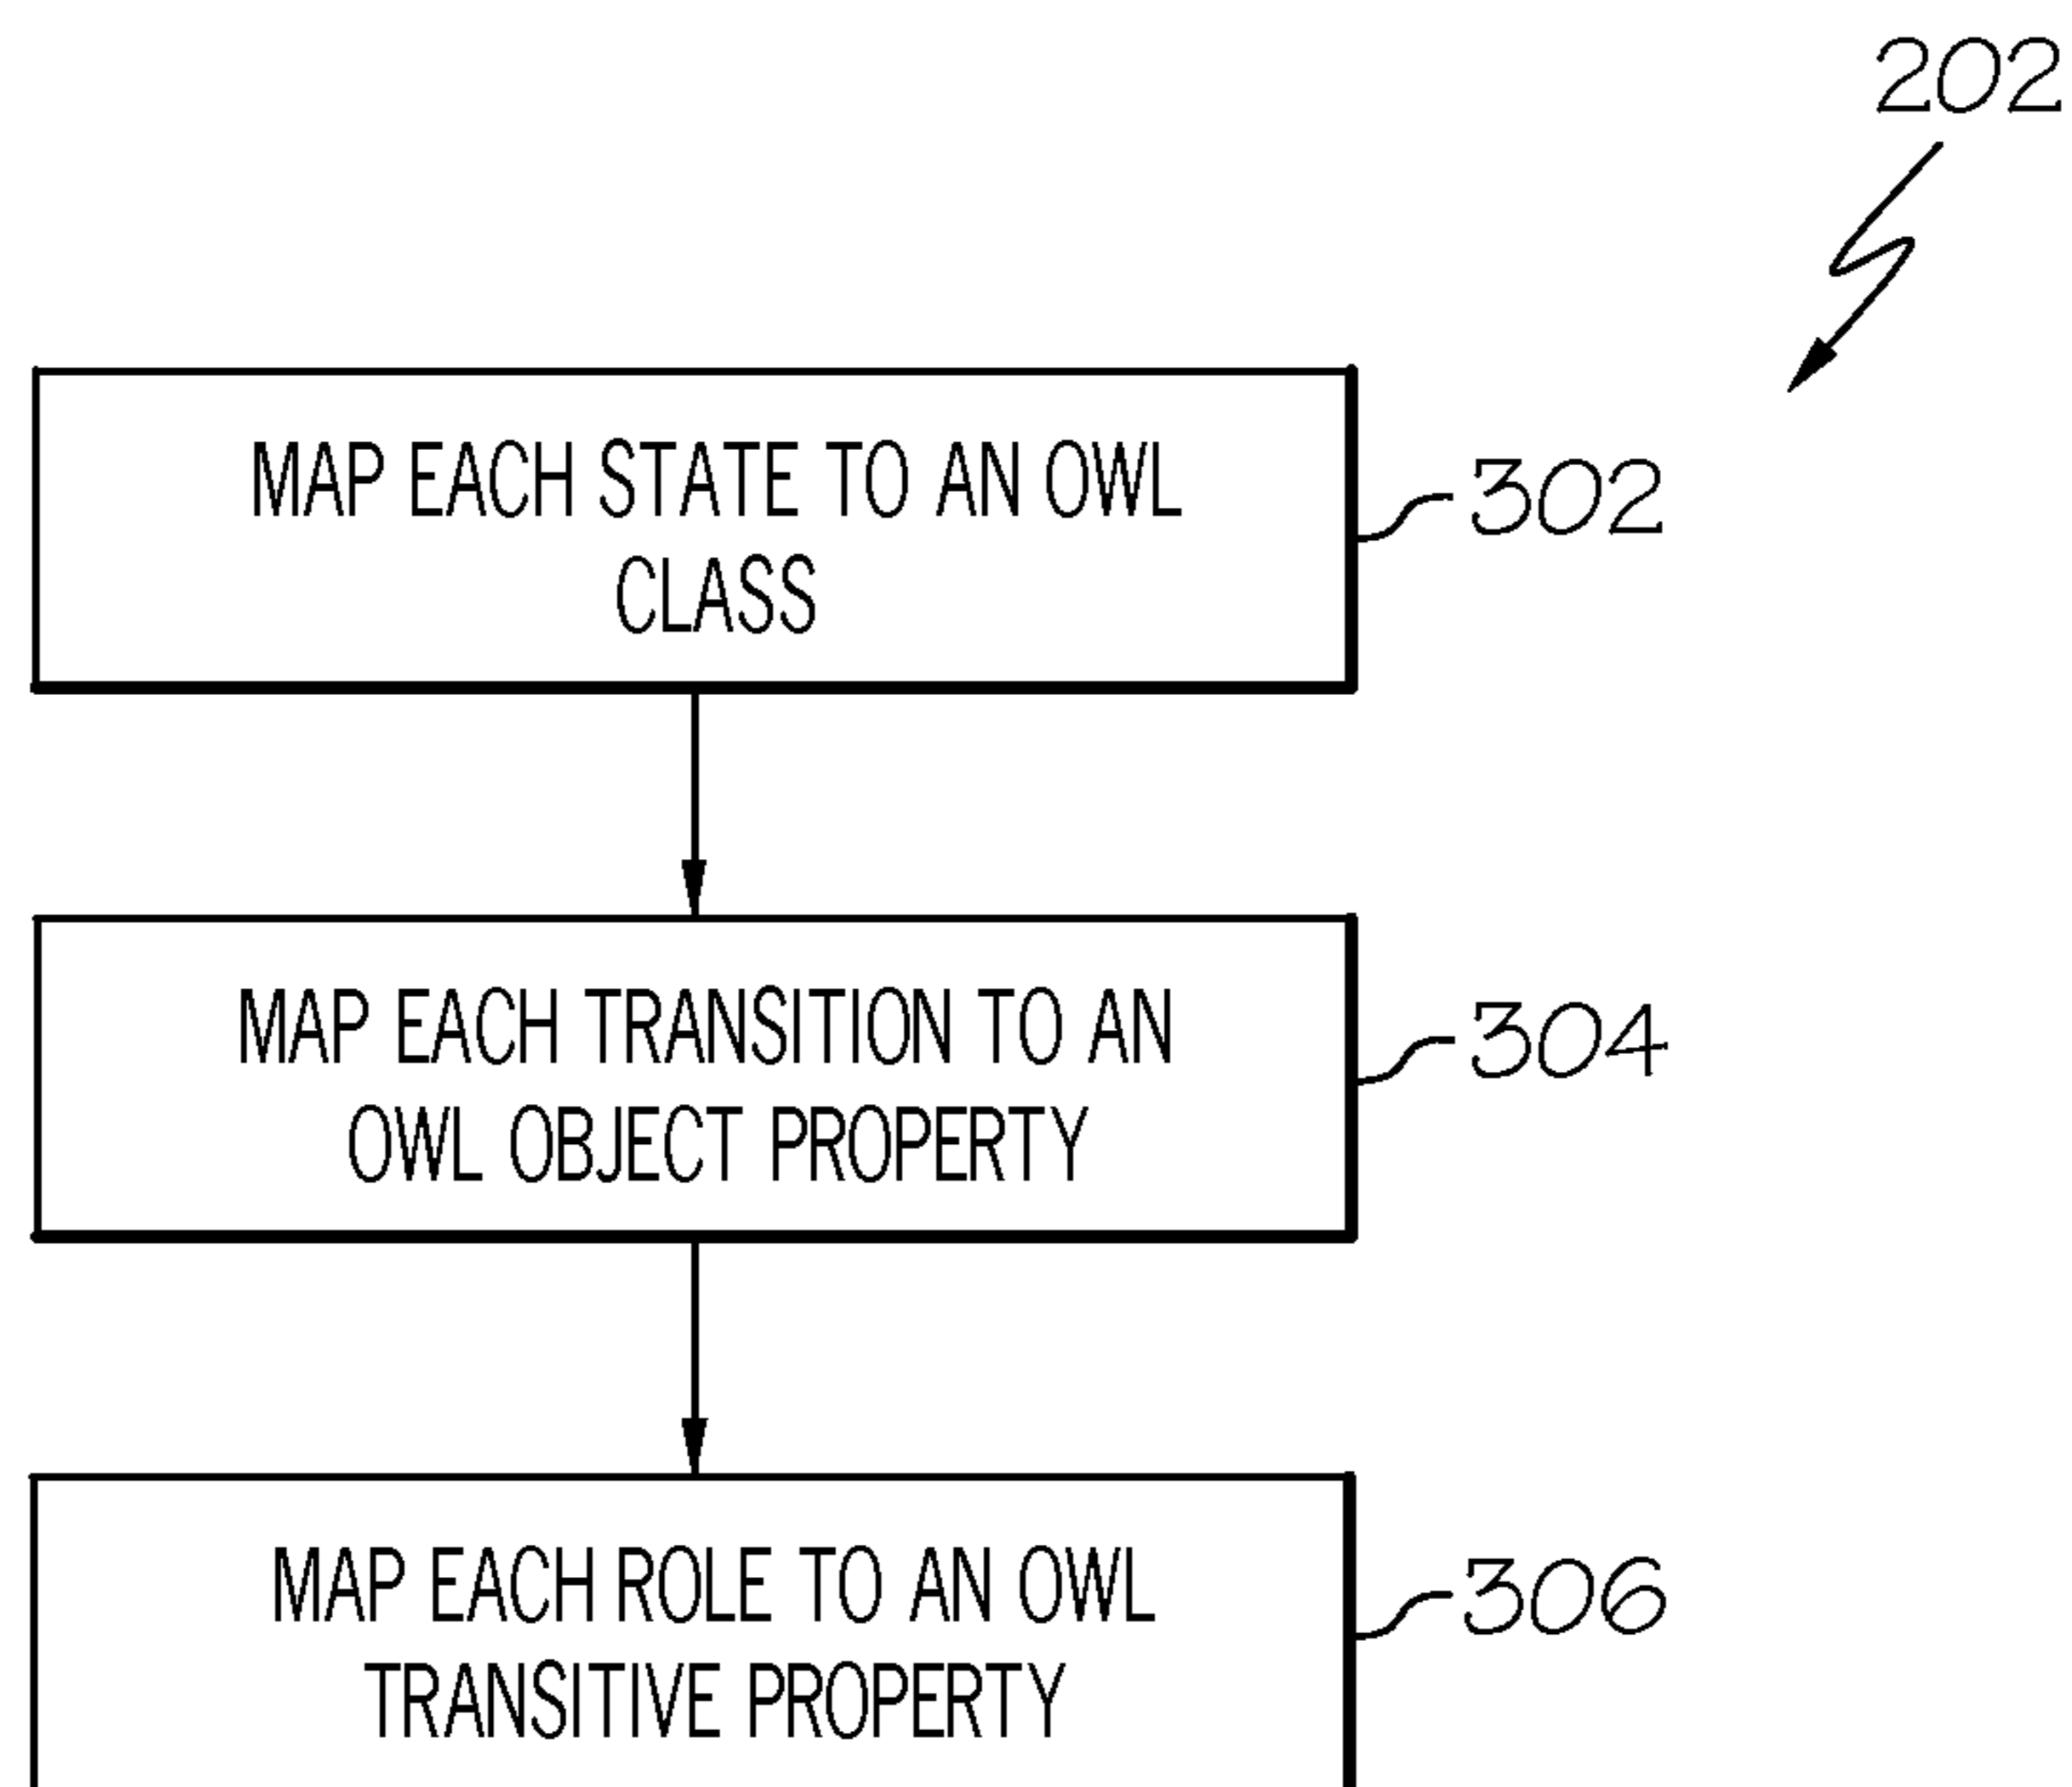 202
MAP EACH STATE TO AN OWL
CLASS
302
MAP EACH TRANSITION TO AN
OWL OBJECT PROPERTY
304
MAP EACH ROLE TO AN OWL
TRANSITIVE PROPERTY
306